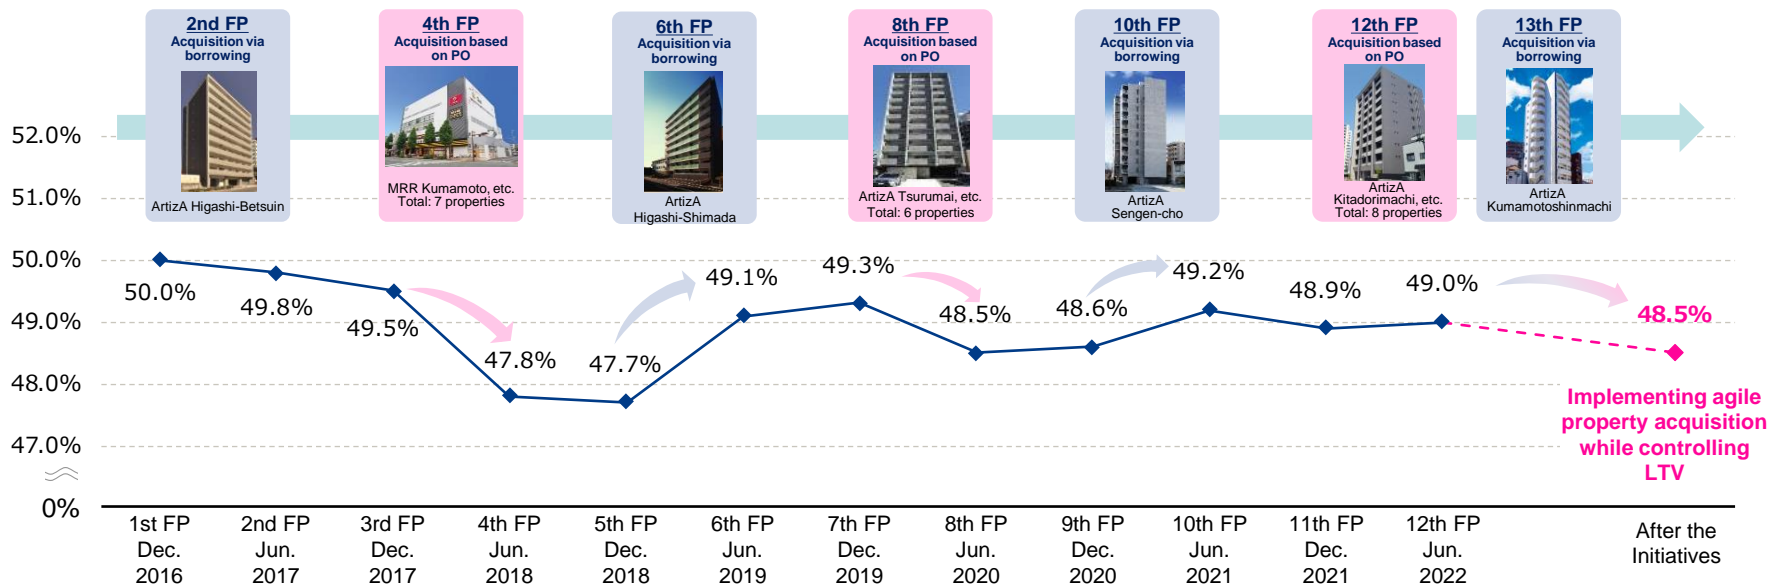 2nd FP
Acquisition via
borrowing
ArtizA Higashi-Betsuin
4th FP
Acquisition based
on PO
MRR Kumamoto, etc.
Total: 7 properties
6th FP
Acquisition via
borrowing
ArtizA
Higashi-Shimada
8th FP
Acquisition based
on PO
ArtizA Tsurumai, etc.
Total: 6 properties
10th FP
Acquisition via
borrowing
ArtizA
Sengen-cho
12th FP
Acquisition based
on PO
ArtizA
Kitadorimachi, etc.
Total: 8 properties
13th FP
Acquisition via
borrowing
ArtizA
Kumamotoshinmachi
52.0%
51.0%
50.0%
49.0%
48.0%
47.0%
0%
50.0%
49.8%
49.5%
47.8%
47.7%
49.1%
49.3%
48.5%
48.6%
49.2%
48.9%
49.0%
48.5%
Implementing agile
property acquisition
while controlling
LTV
1st FP
Dec.
2016
2nd FP
Jun.
2017
3rd FP
Dec.
2017
4th FP
Jun.
2018
5th FP
Dec.
2018
6th FP
Jun.
2019
7th FP
Dec.
2019
8th FP
Jun.
2020
9th FP
Dec.
2020
10th FP
Jun.
2021
11th FP
Dec.
2021
12th FP
Jun.
2022
After the
Initiatives